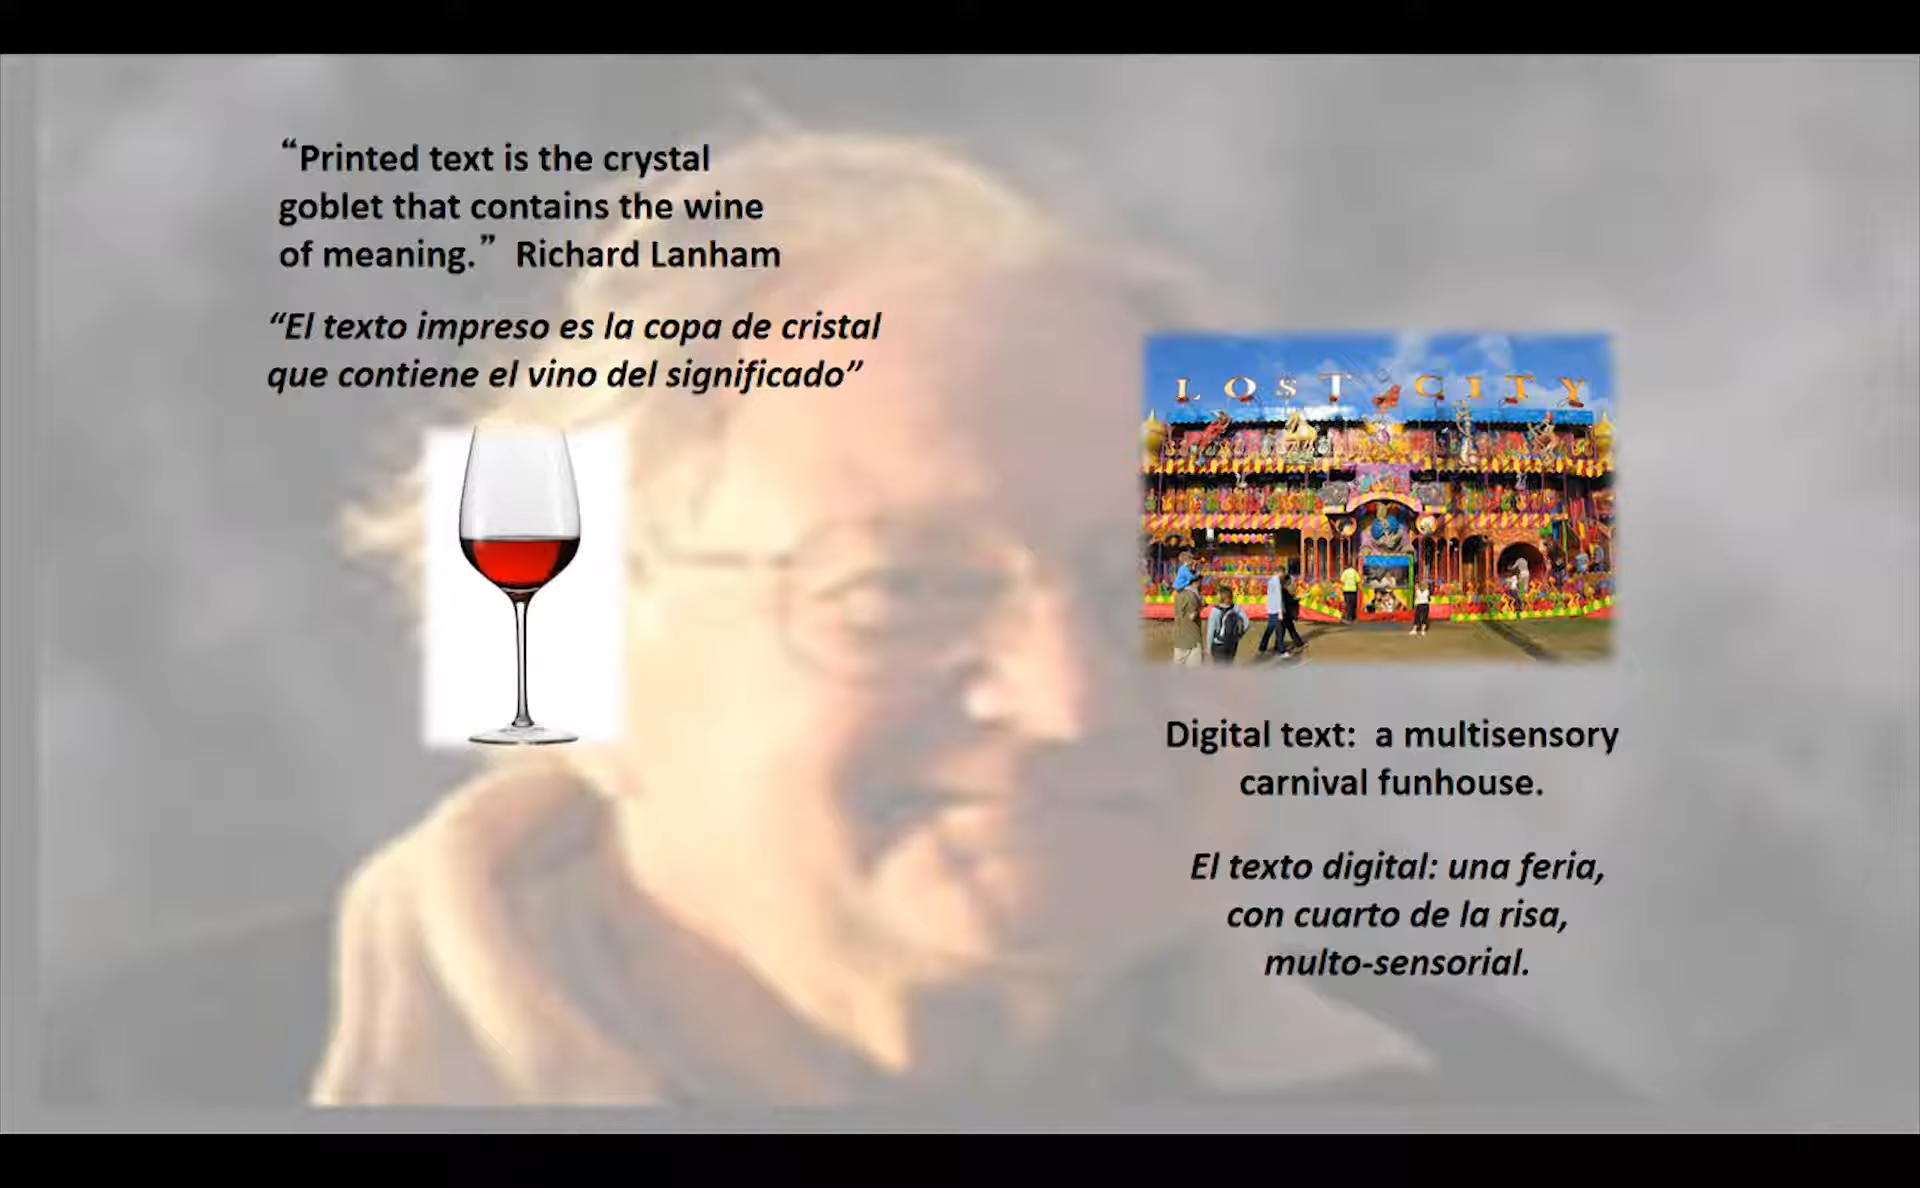 “Printed text is the crystal
goblet that contains the wine
of meaning.” Richard Lanham
“El texto impreso es la copa de cristal
que contiene el vino del significado”
LOST CITY
Digital text: a multisensory
carnival funhouse.
El texto digital: una feria,
con cuarto de la risa,
multo-sensorial.